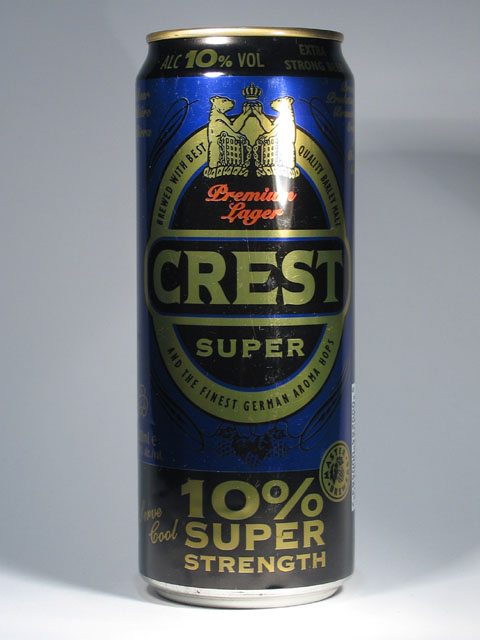 ALC 10% VOL
EXTRA
STRONG
BREWED WITH BEST QUALITY BARLEY MALT
Premium
Lager
CREST
SUPER
AND THE FINEST GERMAN AROMA HOPS
Serve
Cool
10%
SUPER
STRENGTH